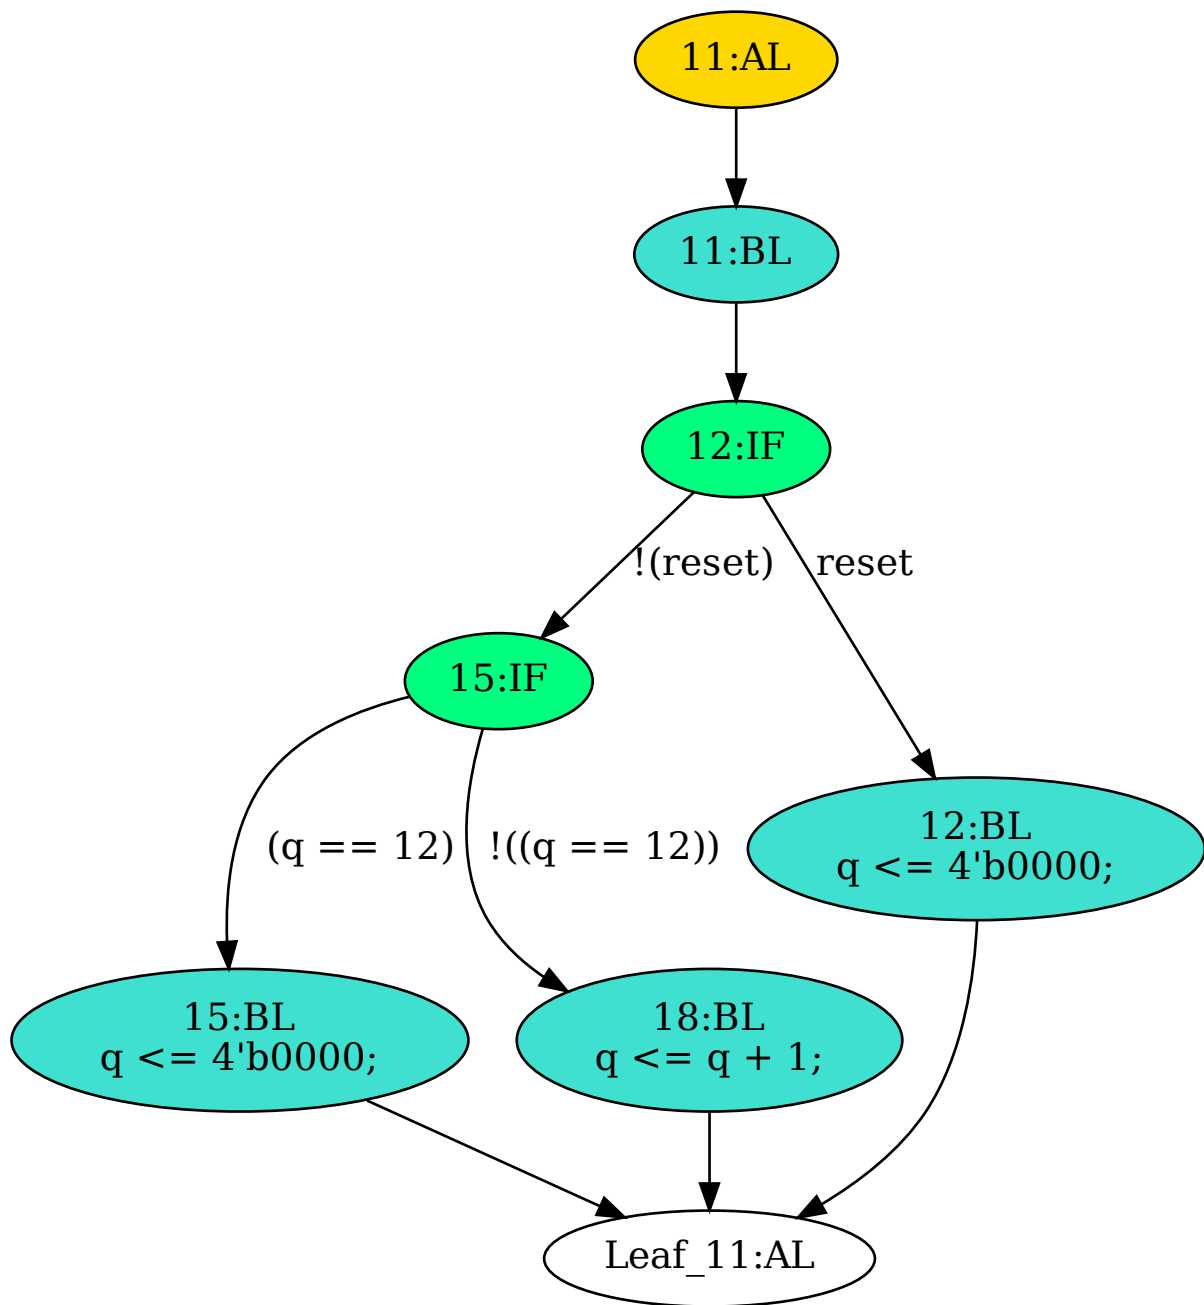 11:AL
11:BL
12:IF
!(reset)
reset
15:IF
(q == 12)
!((q == 12))
12:BL
q <= 4'b0000;
15:BL
q <= 4'b0000;
18:BL
q <= q + 1;
Leaf_11:AL